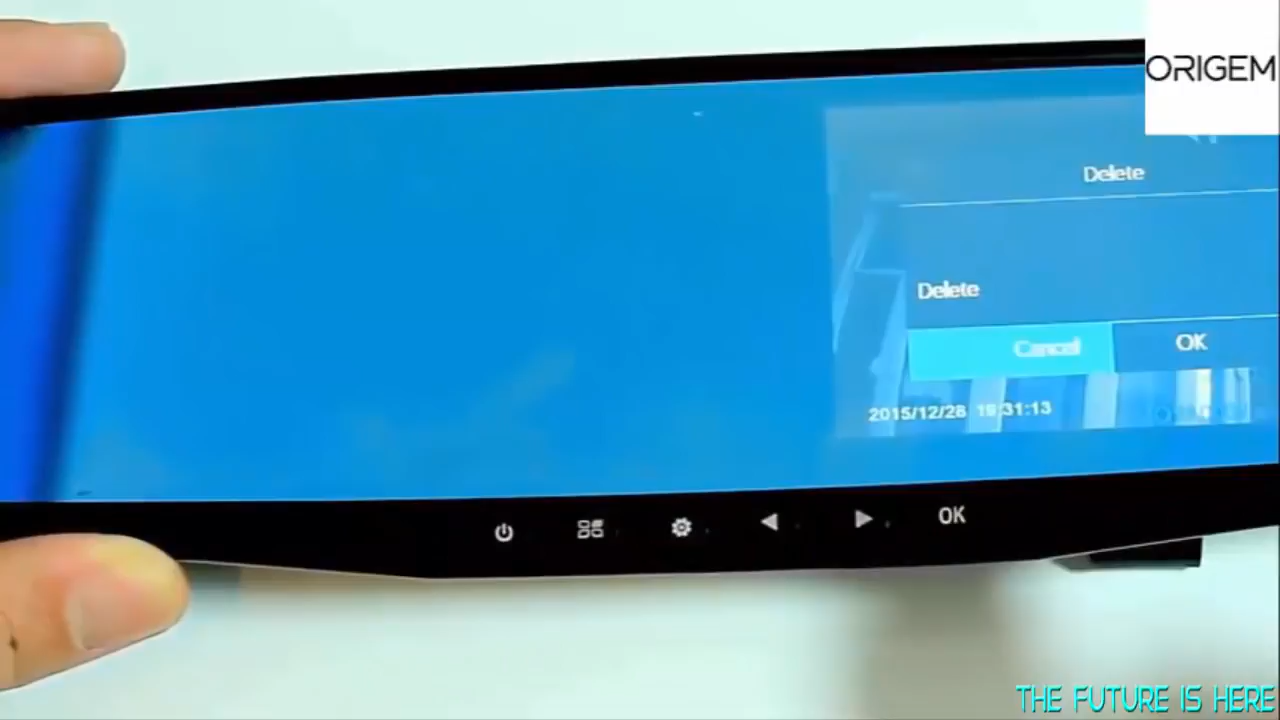 ORIGEM
Delete
Delete
Cancel OK
2015/12/28 19:31:13
OK
THE FUTURE IS HERE